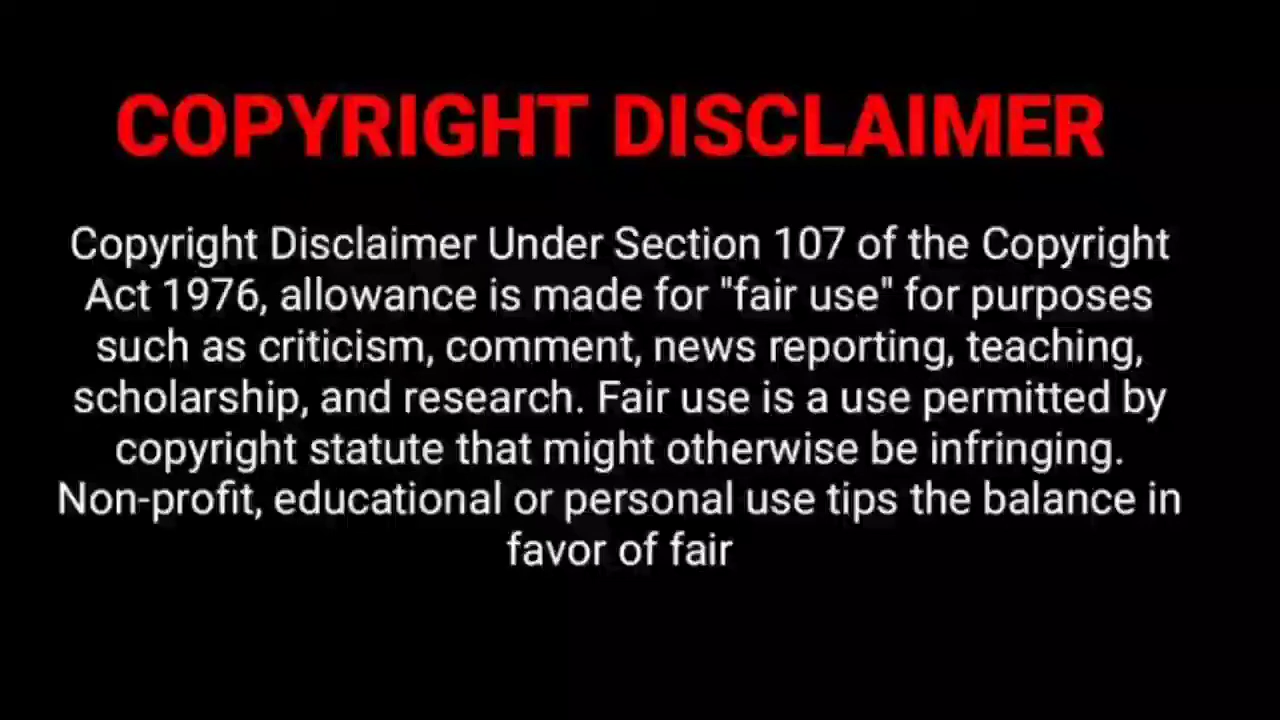 COPYRIGHT DISCLAIMER
Copyright Disclaimer Under Section 107 of the Copyright
Act 1976, allowance is made for "fair use" for purposes
such as criticism, comment, news reporting, teaching,
scholarship, and research. Fair use is a use permitted by
copyright statute that might otherwise be infringing.
Non-profit, educational or personal use tips the balance in
favor of fair